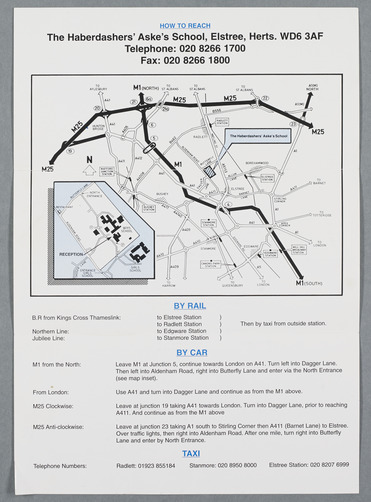 HOW TO REACH
The Haberdashers' Aske's School, Elstree, Herts. WD6 3AF
Telephone: 020 8266 1700
Fax: 020 8266 1800
M1(NORTH)
M25
M25
M25
M25
M25
The Haberdashers' Aske's School
RADLETT
N
M1
BUSHEY
ELSTREE
RECEPTION
M1(SOUTH)
BY RAIL
B.R from Kings Cross Thameslink: to Elstree Station )
to Radlett Station ) Then by taxi from outside station.
Northern Line: to Edgware Station )
Jubilee Line: to Stanmore Station )
BY CAR
M1 from the North: Leave M1 at Junction 5, continue towards London on A41. Turn left into Dagger Lane.
Then left into Aldenham Road, right into Butterfly Lane and enter via the North Entrance
(see map inset).
From London: Use A41 and turn into Dagger Lane and continue as from the M1 above.
M25 Clockwise: Leave at junction 19 taking A41 towards London. Turn into Dagger Lane, prior to reaching
A411. And continue as from the M1 above
M25 Anti-clockwise: Leave at junction 23 taking A1 south to Stirling Corner then A411 (Barnet Lane) to Elstree.
Over traffic lights, then right into Aldenham Road. After one mile, turn right into Butterfly
Lane and enter by North Entrance.
TAXI
Telephone Numbers: Radlett: 01923 855184 Stanmore: 020 8950 8000 Elstree Station: 020 8207 6999